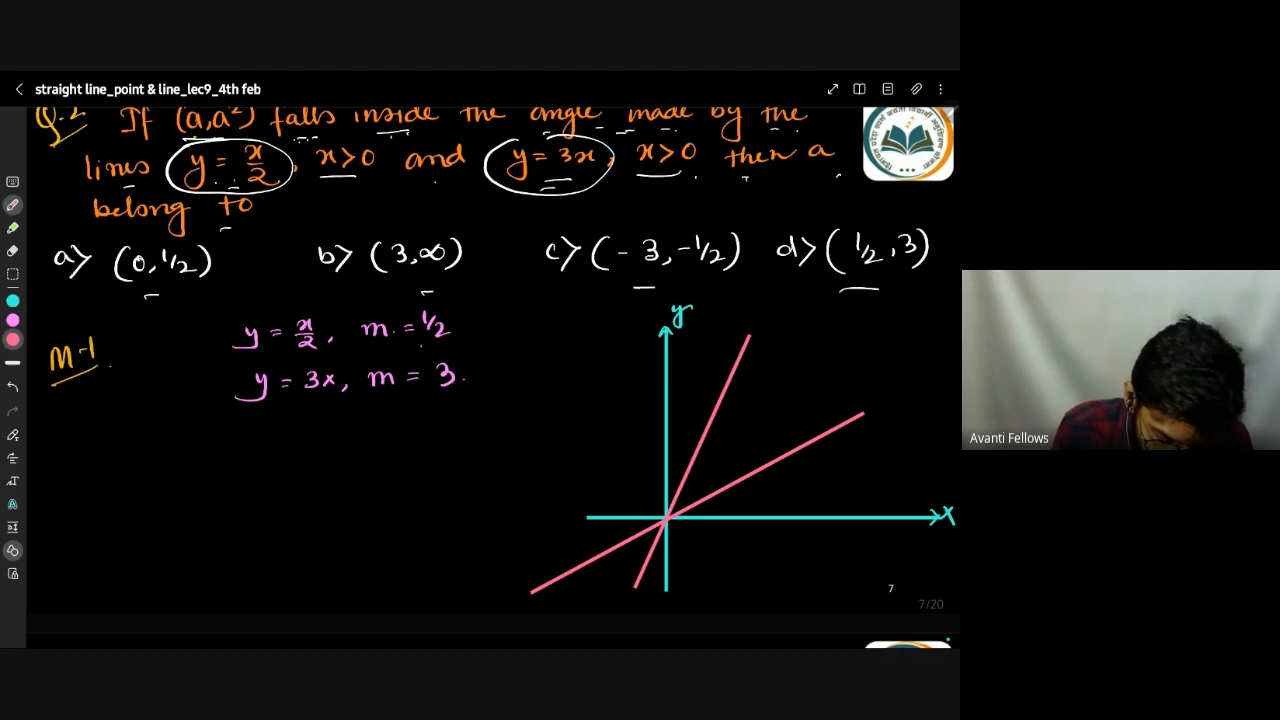 straight line_point & line_lec9_4th feb
Q.2 If (a,a²) falls inside the angle made by the
lines y = x/2, x>0 and y = 3x, x>0 then a
belong to
a> (0,1/2) b> (3,∞) c> (-3,-1/2) d> (1/2,3)
M-1
y = x/2, m = 1/2
y = 3x, m = 3.
y
X
7
7/20
Avanti Fellows